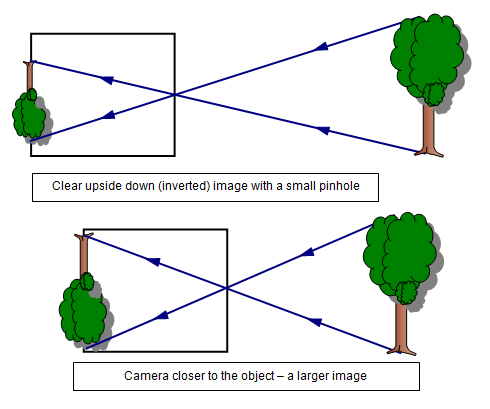 Clear upside down (inverted) image with a small pinhole
Camera closer to the object – a larger image